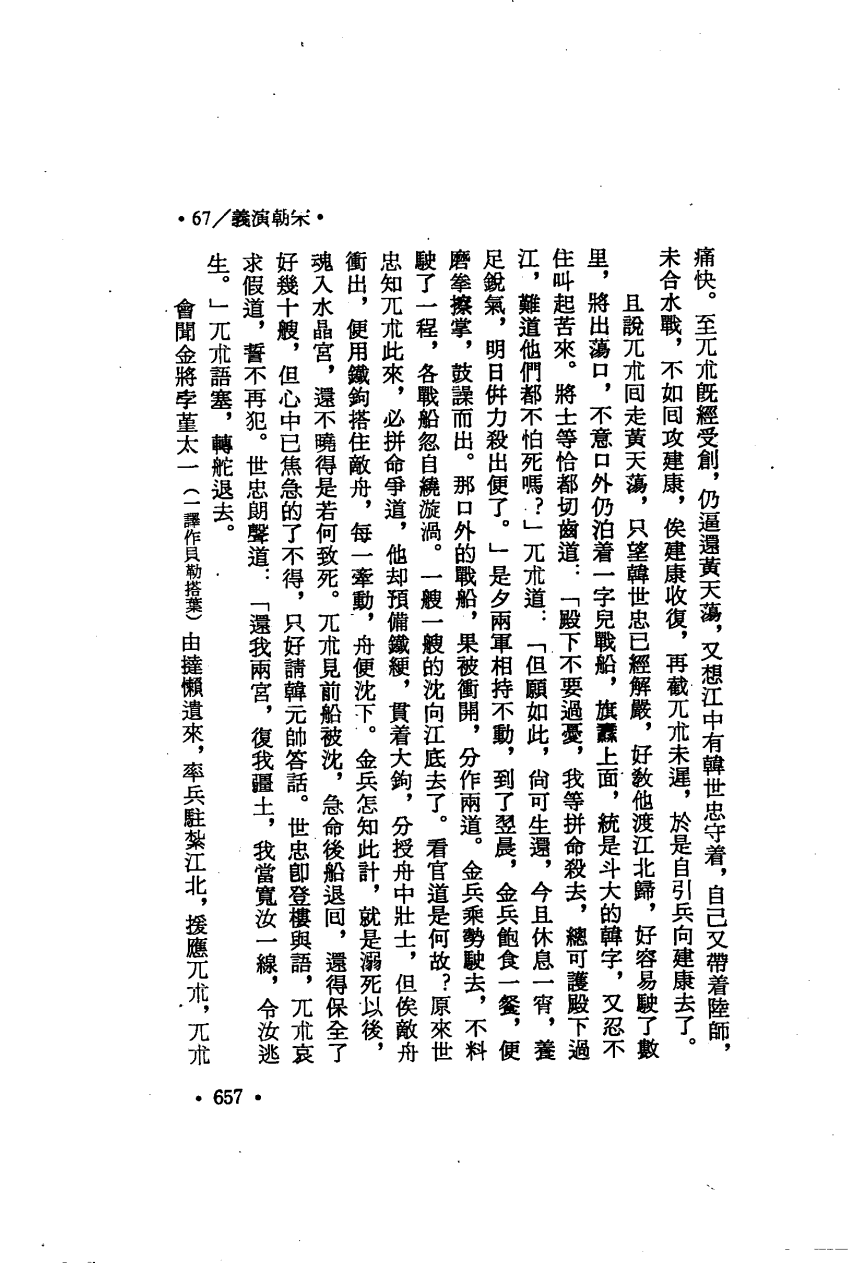 •67/義演朝宋•
痛快。至兀朮旣經受創，仍逼還黃天蕩，又想江中有韓世忠守着，自己又帶着陸師，
未合水戰，不如回攻建康，俟建康收復，再截兀朮未遲，於是自引兵向建康去了。
且說兀朮回走黃天蕩，只望韓世忠已經解嚴，好敎他渡江北歸，好容易駛了數
里，將出蕩口，不意口外仍泊着一字兒戰船，旗纛上面，統是斗大的韓字，又忍不
住叫起苦來。將士等恰都切齒道：「殿下不要過憂，我等拼命殺去，總可護殿下過
江，難道他們都不怕死嗎？」兀朮道：「但願如此，尙可生還，今且休息一宵，養
足銳氣，明日併力殺出便了。」是夕兩軍相持不動，到了翌晨，金兵飽食一餐，便
磨拳擦掌，鼓譟而出。那口外的戰船，果被衝開，分作兩道。金兵乘勢駛去，不料
駛了一程，各戰船忽自繞漩渦。一艘一艘的沈向江底去了。看官道是何故？原來世
忠知兀朮此來，必拼命爭道，他却預備鐵綆，貫着大鉤，分授舟中壯士，但俟敵舟
衝出，便用鐵鉤搭住敵舟，每一牽動，舟便沈下。金兵怎知此計，就是溺死以後，
魂入水晶宮，還不曉得是若何致死。兀朮見前船被沈，急命後船退回，還得保全了
好幾十艘，但心中已焦急的了不得，只好請韓元帥答話。世忠卽登樓與語，兀朮哀
求假道，誓不再犯。世忠朗聲道：「還我兩宮，復我疆土，我當寬汝一線，令汝逃
生。」兀朮語塞，轉舵退去。
會聞金將孛堇太一（一譯作貝勒搭葉）由撻懶遣來，率兵駐紮江北，援應兀朮，兀朮
•657•